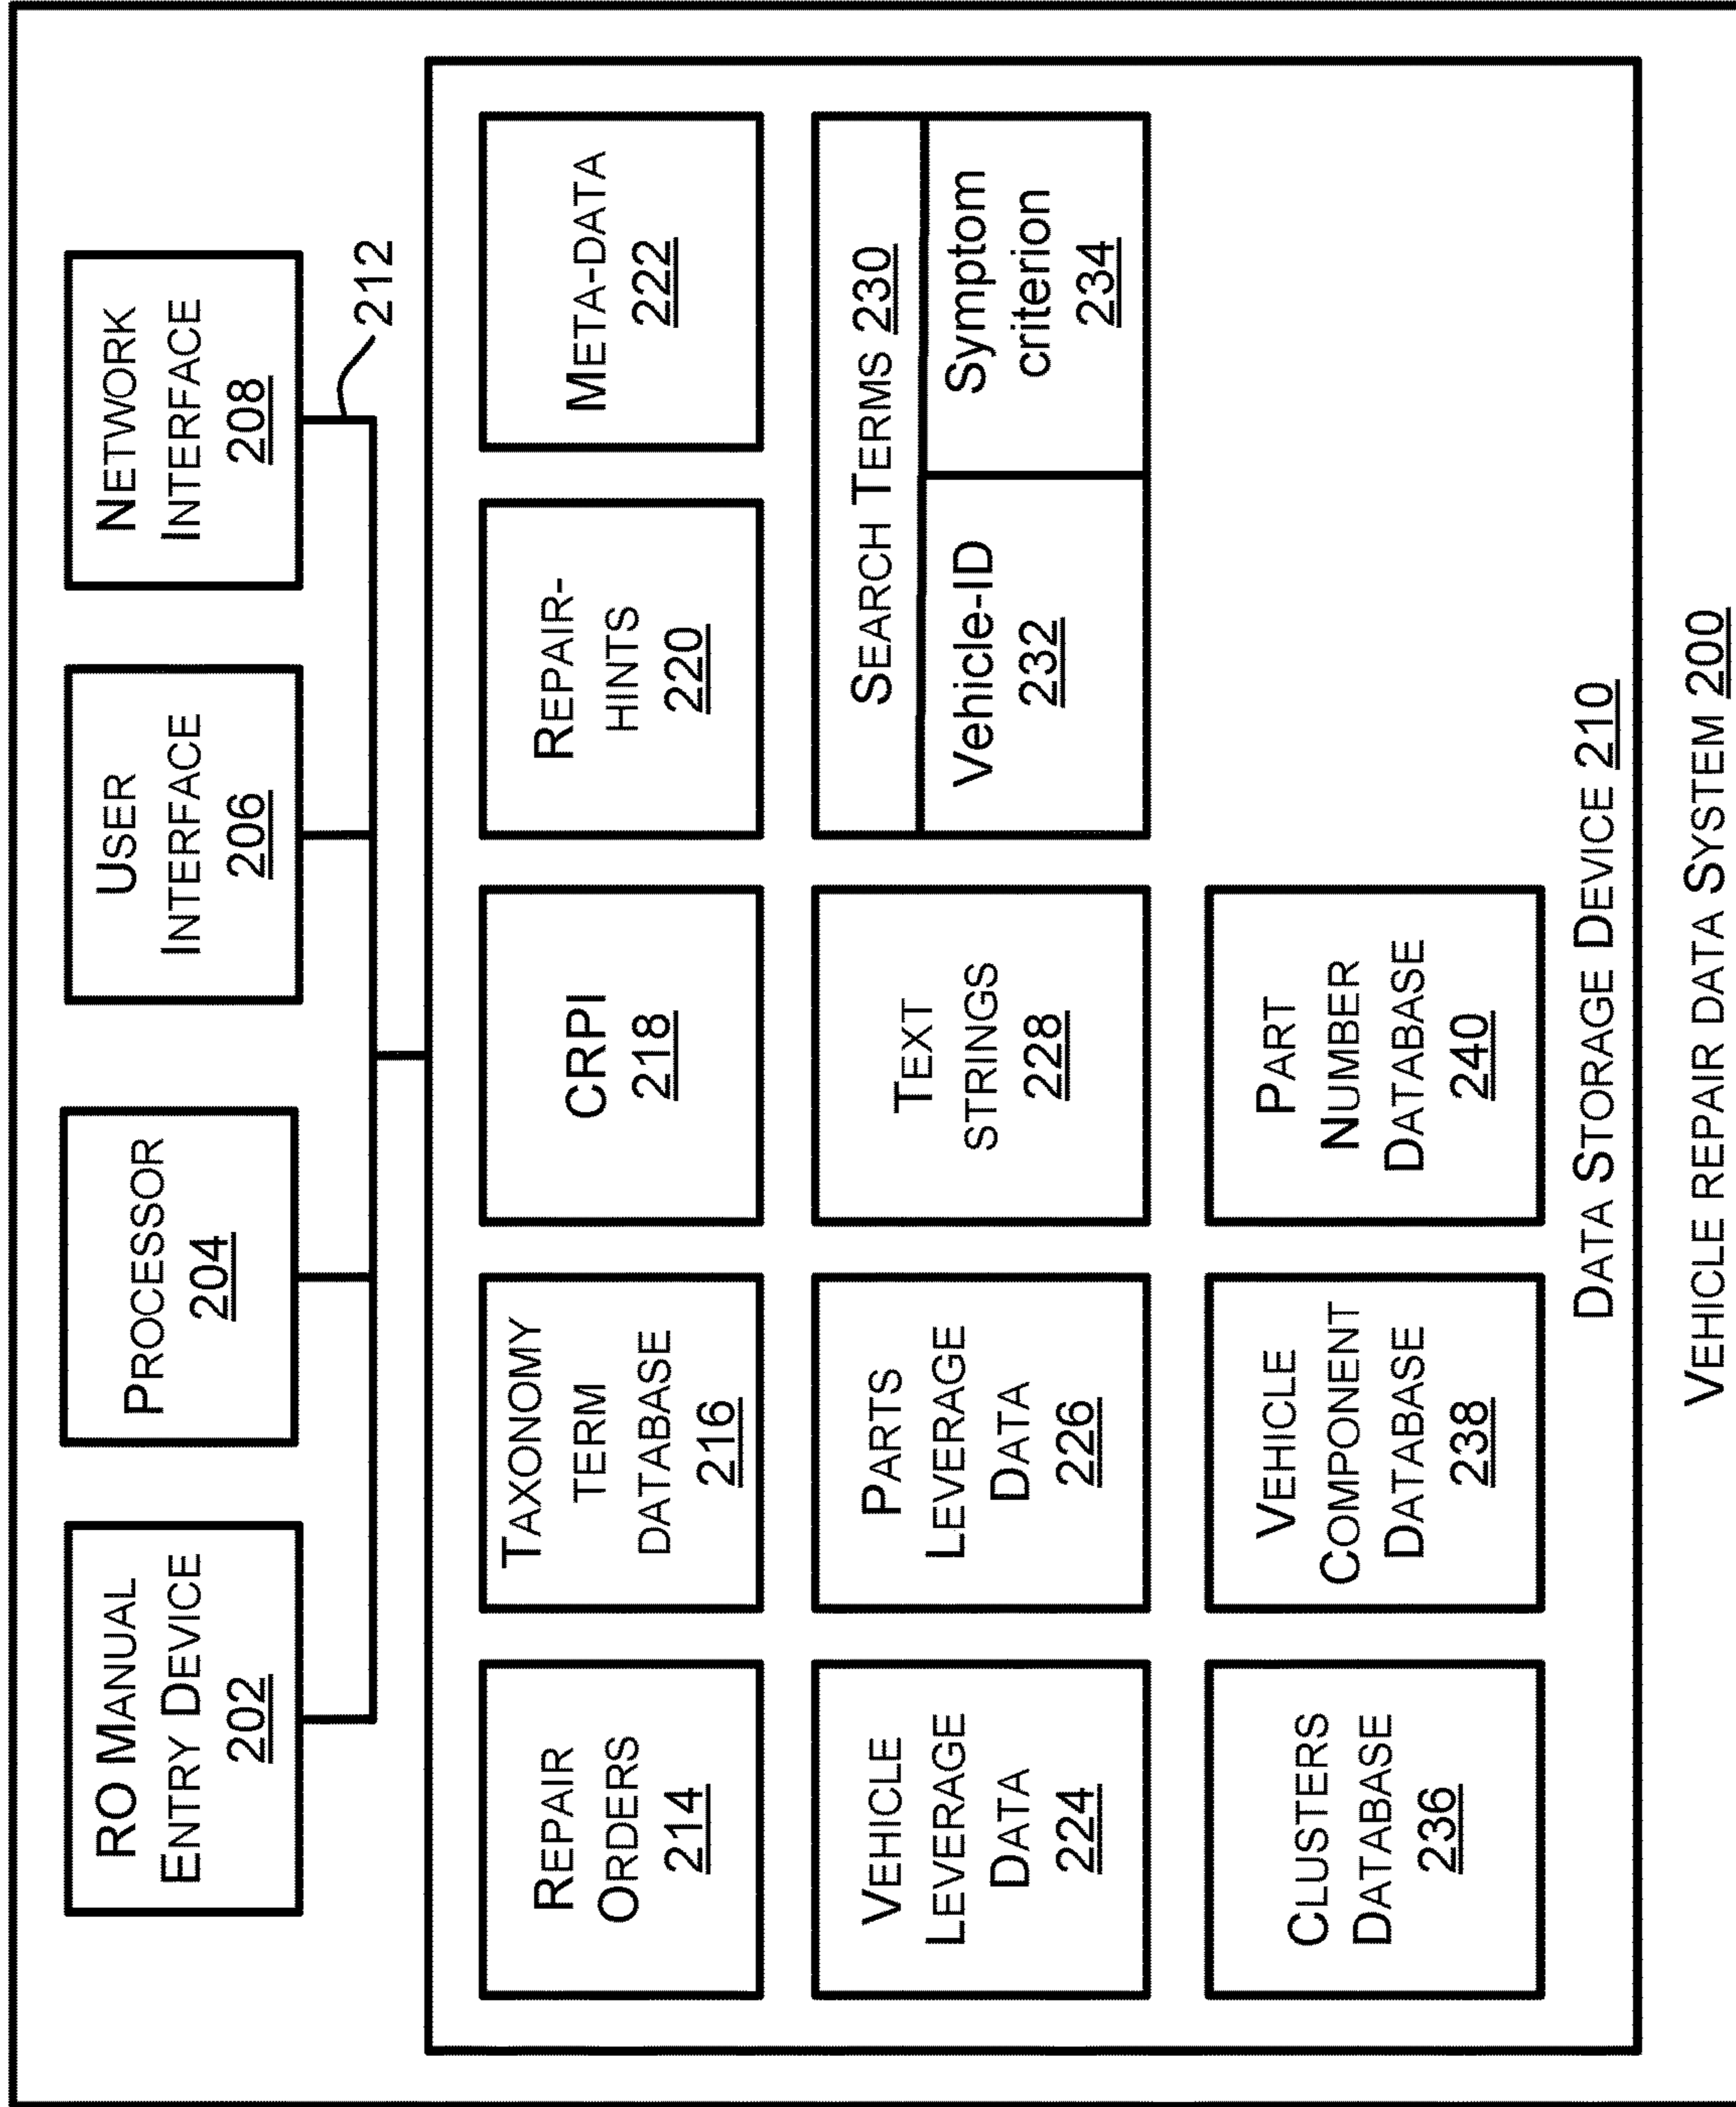 RO MANUAL
ENTRY DEVICE
202
PROCESSOR
204
USER
INTERFACE
206
NETWORK
INTERFACE
208
212
REPAIR
ORDERS
214
TAXONOMY
TERM
DATABASE
216
CRPI
218
REPAIR-
HINTS
220
META-DATA
222
VEHICLE
LEVERAGE
DATA
224
PARTS
LEVERAGE
DATA
226
TEXT
STRINGS
228
SEARCH TERMS 230
Vehicle-ID
232
Symptom
criterion
234
CLUSTERS
DATABASE
236
VEHICLE
COMPONENT
DATABASE
238
PART
NUMBER
DATABASE
240
DATA STORAGE DEVICE 210
VEHICLE REPAIR DATA SYSTEM 200